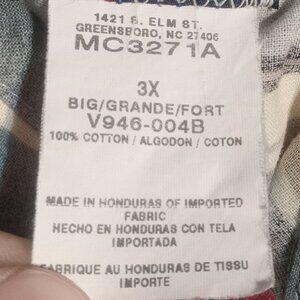 1421 S. ELM ST.
GREENSBORO, NC 27406
MC3271A
3X
BIG/GRANDE/FORT
V946-004B
100% COTTON / ALGODON / COTON
MADE IN HONDURAS OF IMPORTED
FABRIC
HECHO EN HONDURAS CON TELA
IMPORTADA
FABRIQUE AU HONDURAS DE TISSU
IMPORTE